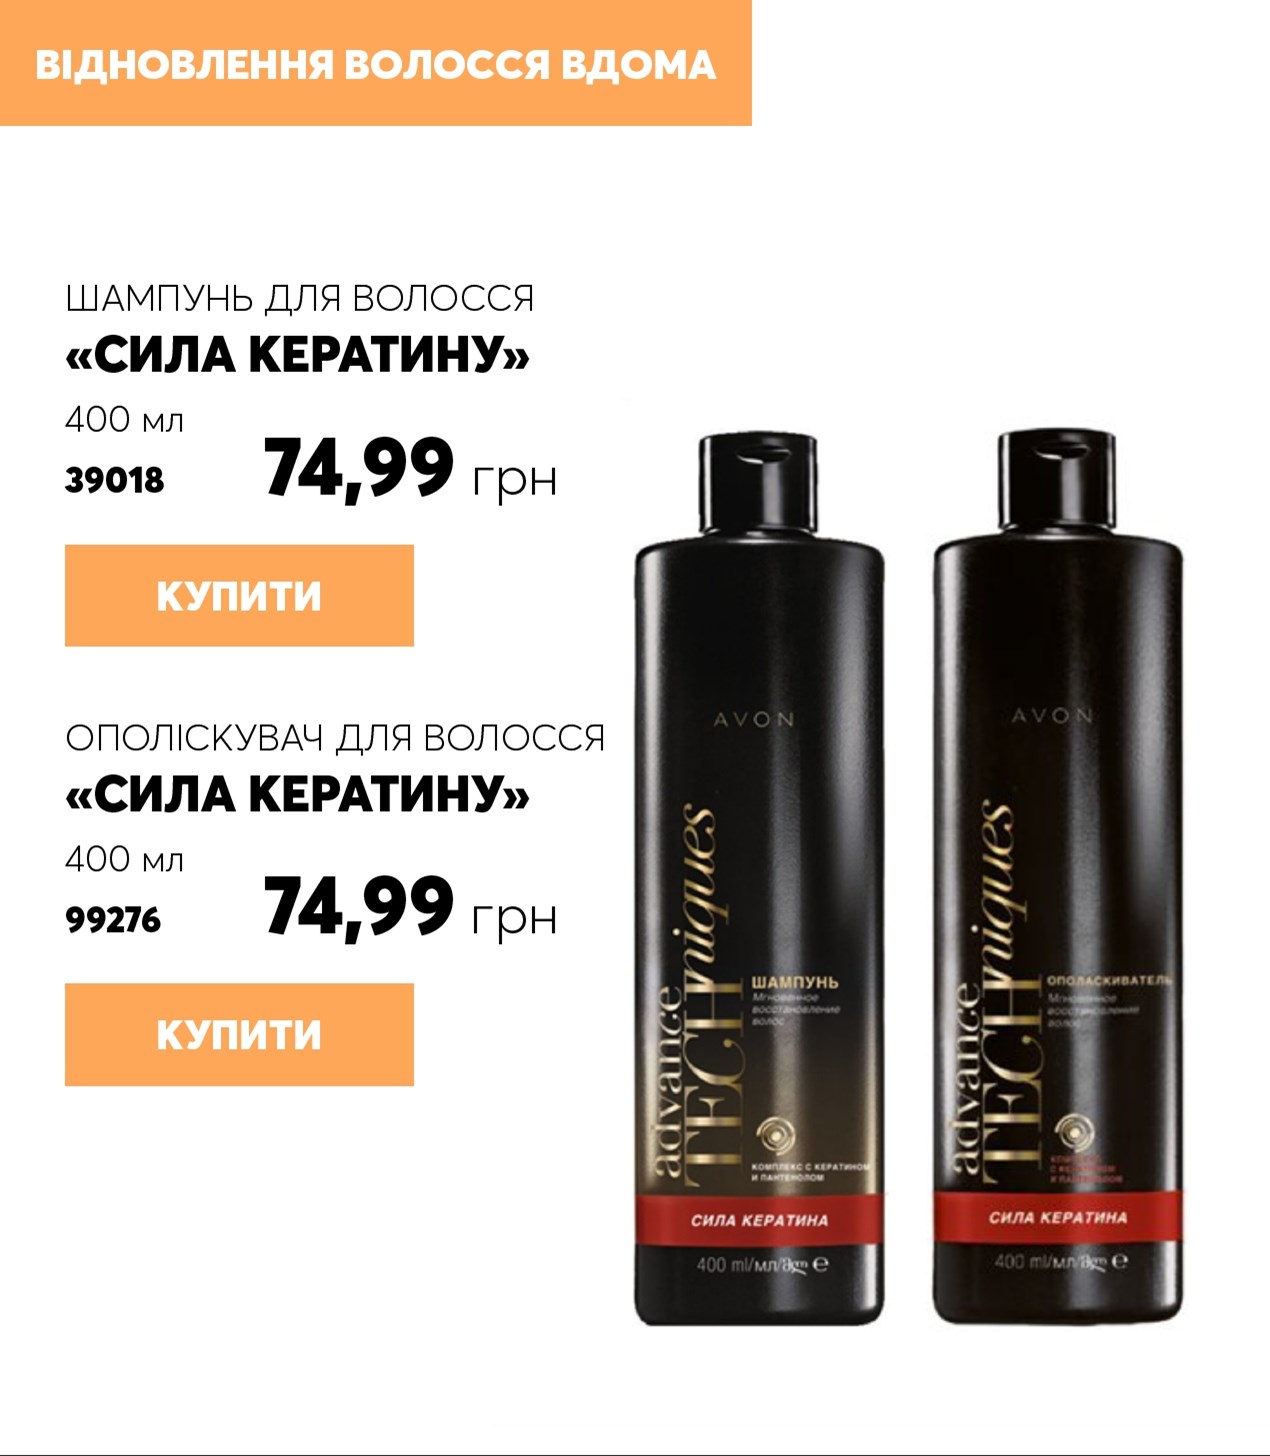 ВІДНОВЛЕННЯ ВОЛОССЯ ВДОМА
ШАМПУНЬ ДЛЯ ВОЛОССЯ
«СИЛА КЕРАТИНУ»
400 мл
39018 74,99 грн
КУПИТИ
ОПОЛІСКУВАЧ ДЛЯ ВОЛОССЯ
«СИЛА КЕРАТИНУ»
400 мл
99276 74,99 грн
КУПИТИ
AVON
advance
TECHniques
ШАМПУНЬ
Мгновенное
восстановление
волос
КОМПЛЕКС С КЕРАТИНОМ
И ПАНТЕНОЛОМ
СИЛА КЕРАТИНА
400 ml/мл/ e
AVON
advance
TECHniques
ОПОЛАСКИВАТЕЛЬ
Мгновенное
восстановление
волос
СИЛА КЕРАТИНА
400 ml/мл/ e